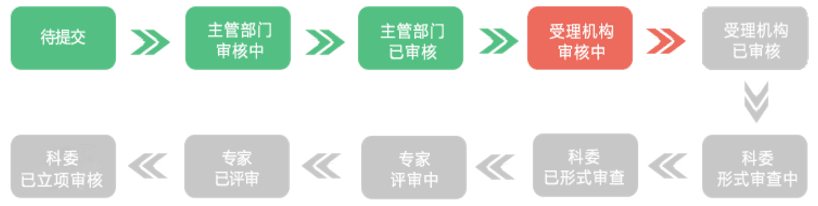 待提交
主管部门
审核中
主管部门
已审核
受理机构
审核中
受理机构
已审核
科委
形式审查中
科委
已形式审查
专家
评审中
专家
已评审
科委
已立项审核